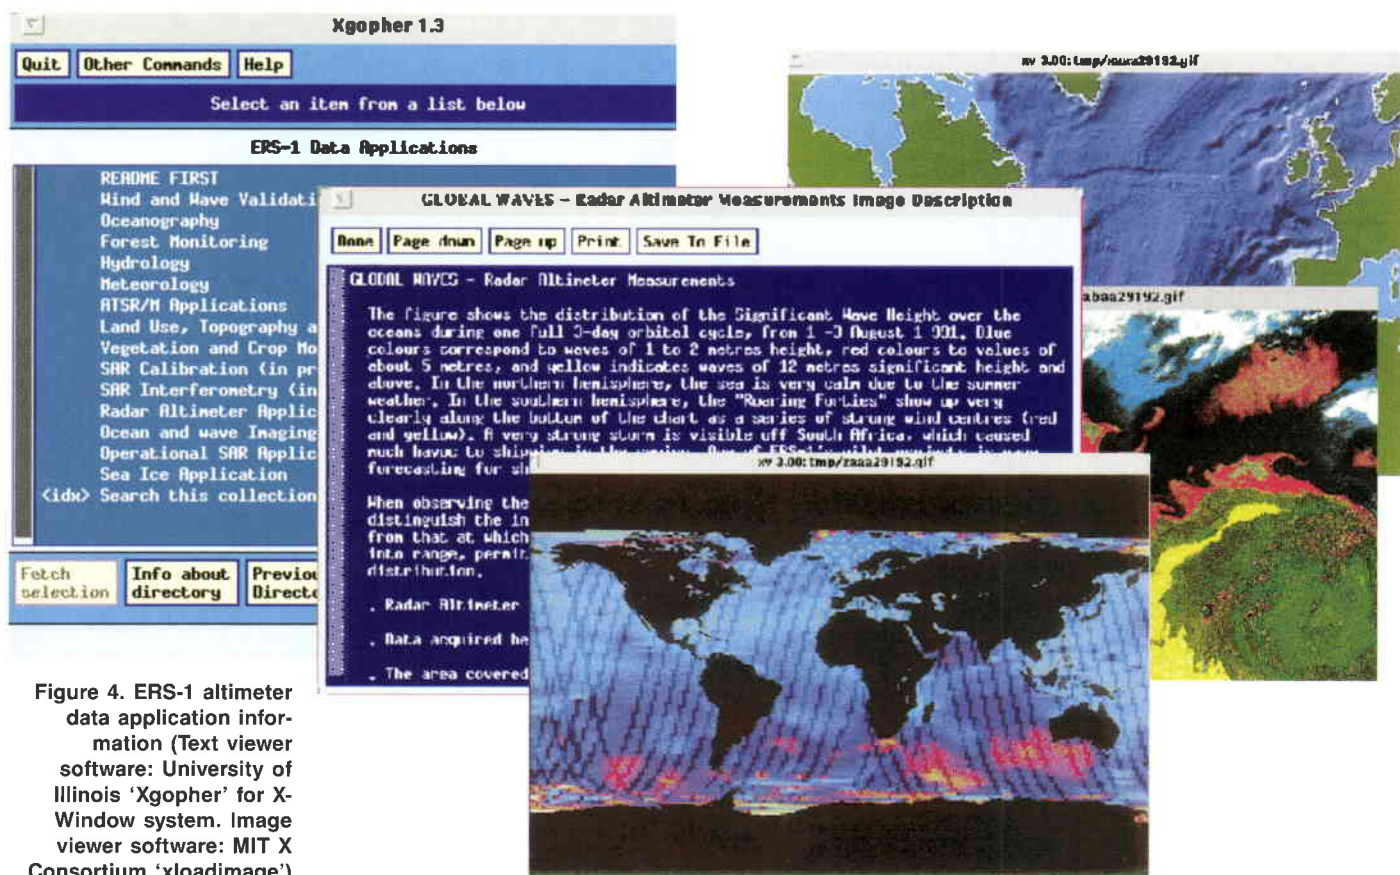 Xgopher 1.3
Quit Other Commands Help
Select an item from a list below
ERS-1 Data Applications
README FIRST
Wind and Wave Validati
Oceanography
Forest Monitoring
Hydrology
Meteorology
ATSR/M Applications
Land Use, Topography a
Vegetation and Crop Mo
SAR Calibration (in pr
SAR Interferometry (in
Radar Altimeter Applic
Ocean and wave Imaging
Operational SAR Applic
Sea Ice Application
<idx> Search this collection
Fetch selection
Info about directory
Previou
Directo
GLOBAL WAVES - Radar Altimeter Measurements Image Description
Done Page down Page up Print Save To File
GLOBAL WAVES - Radar Altimeter Measurements
The figure shows the distribution of the Significant Wave Height over the
oceans during one full 3-day orbital cycle, from 1 -3 August 1 991. Blue
colours correspond to waves of 1 to 2 metres height, red colours to values of
about 5 metres, and yellow indicates waves of 12 metres significant height and
above. In the northern hemisphere, the sea is very calm due to the summer
weather. In the southern hemisphere, the "Roaring Forties" show up very
clearly along the bottom of the chart as a series of strong wind centres (red
and yellow). A very strong storm is visible off South Africa, which caused
much havoc to shipping in the
forecasting for sh
When observing the
distinguish the in
from that at which
into range, permit
distribution.
. Radar Altimeter
. Data acquired he
. The area covered
xv 3.00: tmp/zaaa29192.gif
abaa29192.gif
Figure 4. ERS-1 altimeter
data application infor-
mation (Text viewer
software: University of
Illinois 'Xgopher' for X-
Window system. Image
viewer software: MIT X
Consortium 'xloadimage')